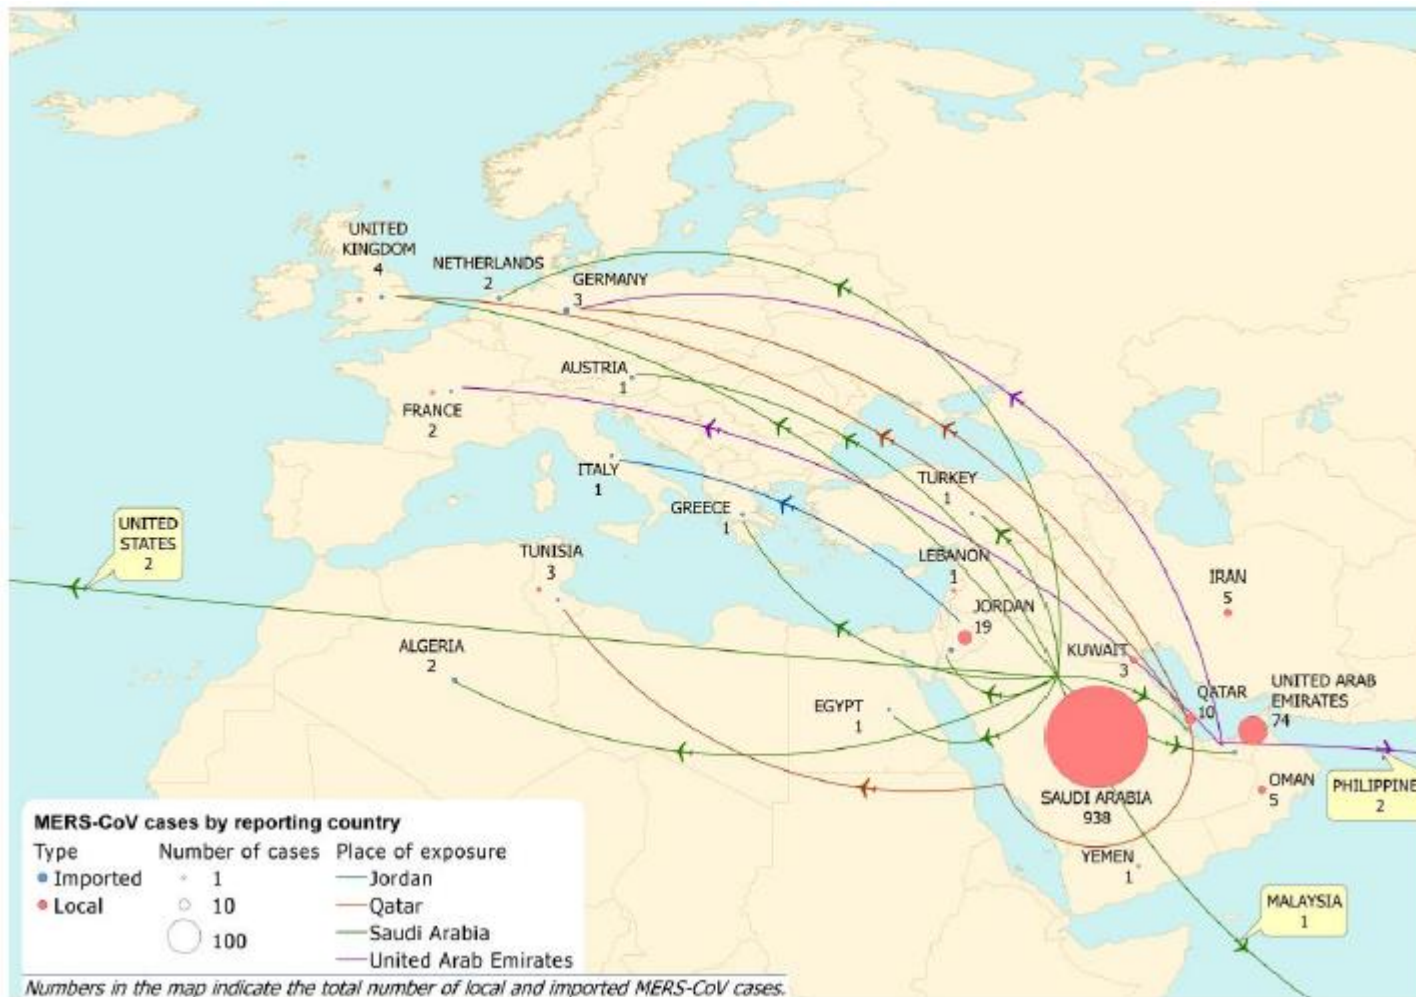 UNITED
KINGDOM
4
NETHERLANDS
2
GERMANY
3
AUSTRIA
1
FRANCE
2
ITALY
1
TURKEY
1
GREECE
1
UNITED
STATES
2
TUNISIA
3
LEBANON
1
IRAN
5
JORDAN
19
ALGERIA
2
KUWAIT
3
EGYPT
1
QATAR
10
UNITED ARAB
EMIRATES
74
SAUDI ARABIA
938
OMAN
5
PHILIPPINE
2
YEMEN
1
MALAYSIA
1
MERS-CoV cases by reporting country
Type Number of cases Place of exposure
Imported 1 Jordan
Local 10 Qatar
100 Saudi Arabia
United Arab Emirates
Numbers in the map indicate the total number of local and imported MERS-CoV cases.